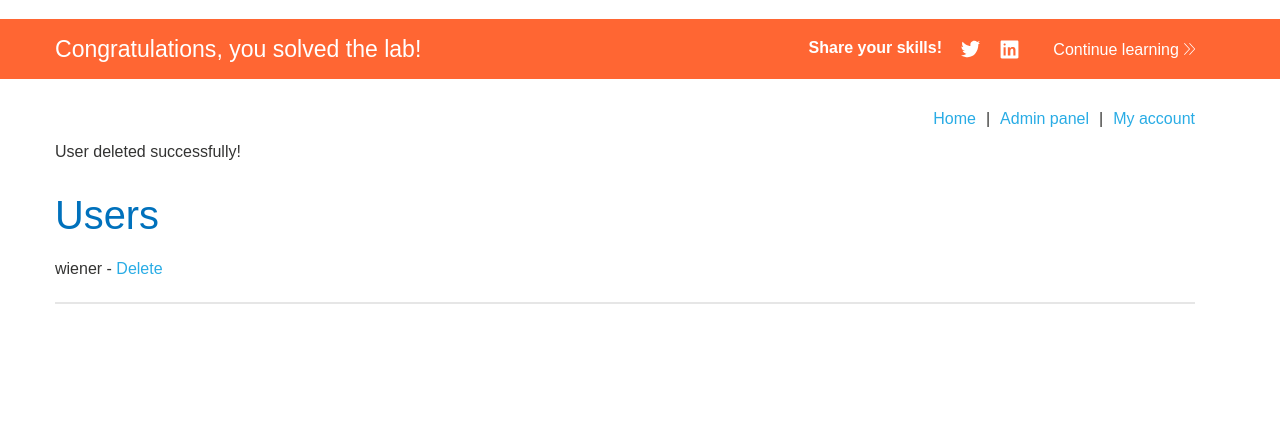 Congratulations, you solved the lab!
Share your skills!
Continue learning
Home | Admin panel | My account
User deleted successfully!
Users
wiener - Delete